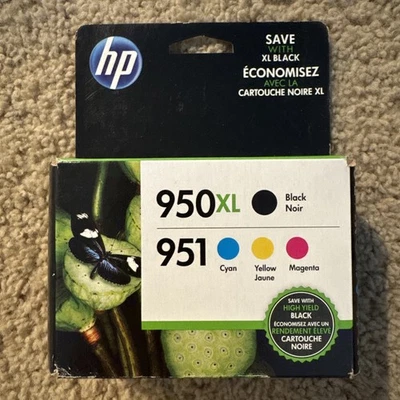 hp
SAVE
WITH
XL BLACK
ÉCONOMISEZ
AVEC LA
CARTOUCHE NOIRE XL
950XL
Black
Noir
951
Cyan
Yellow
Jaune
Magenta
SAVE WITH
HIGH YIELD
BLACK
ÉCONOMISEZ AVEC UN
RENDEMENT ÉLEVÉ
CARTOUCHE
NOIRE